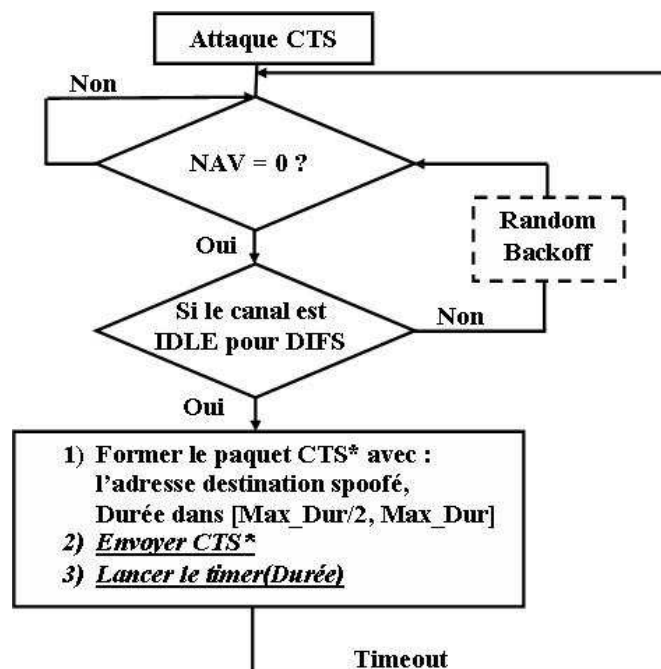 Attaque CTS
Non
NAV = 0 ?
Random
Backoff
Oui
Si le canal est
IDLE pour DIFS
Non
Oui
1) Former le paquet CTS* avec :
l'adresse destination spoofé,
Durée dans [Max_Dur/2, Max_Dur]
2) Envoyer CTS*
3) Lancer le timer(Durée)
Timeout